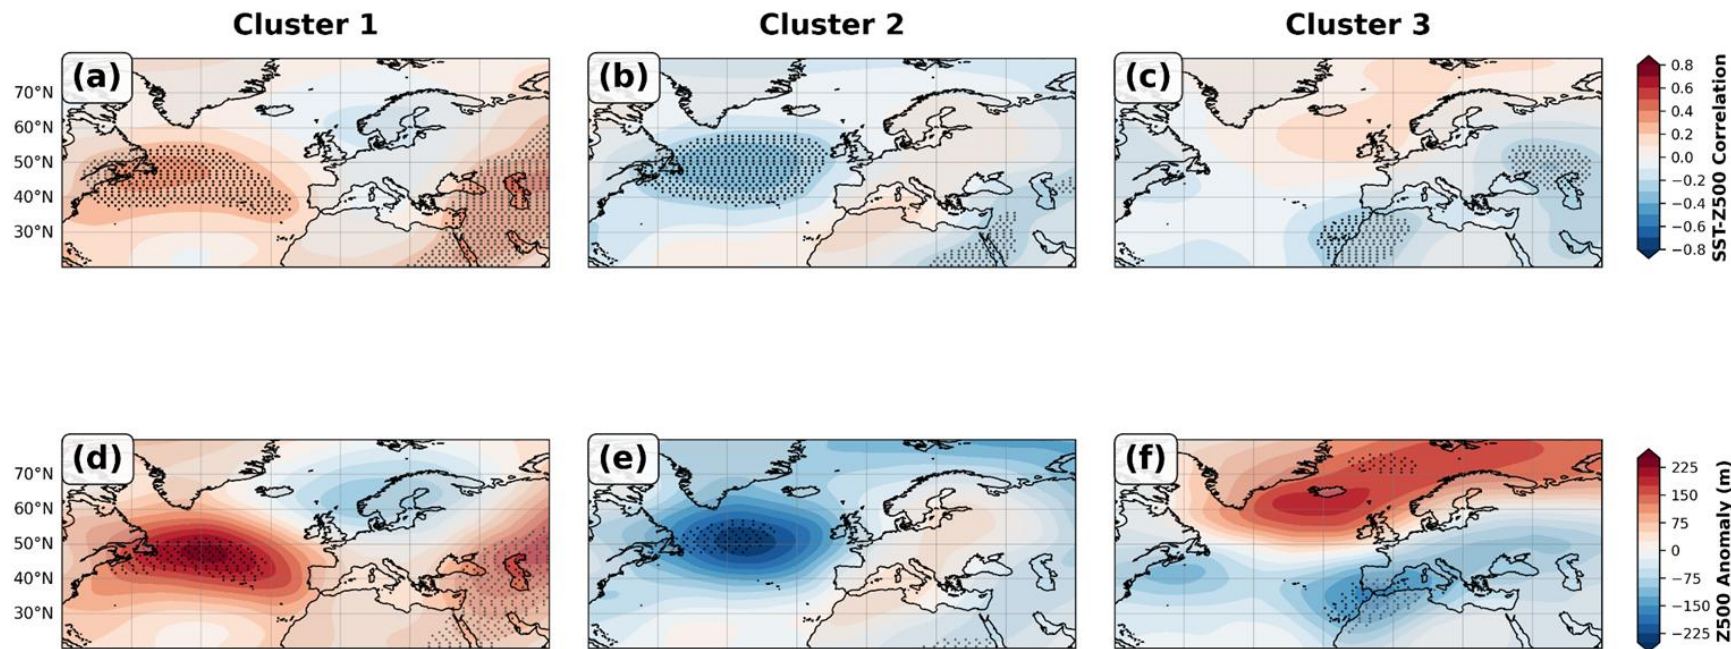 Cluster 1
Cluster 2
Cluster 3
(a)
(b)
(c)
70°N
60°N
50°N
40°N
30°N
0.8
0.6
0.4
0.2
0.0
−0.2
−0.4
−0.6
−0.8
SST-Z500 Correlation
(d)
(e)
(f)
70°N
60°N
50°N
40°N
30°N
225
150
75
0
−75
−150
−225
Z500 Anomaly (m)